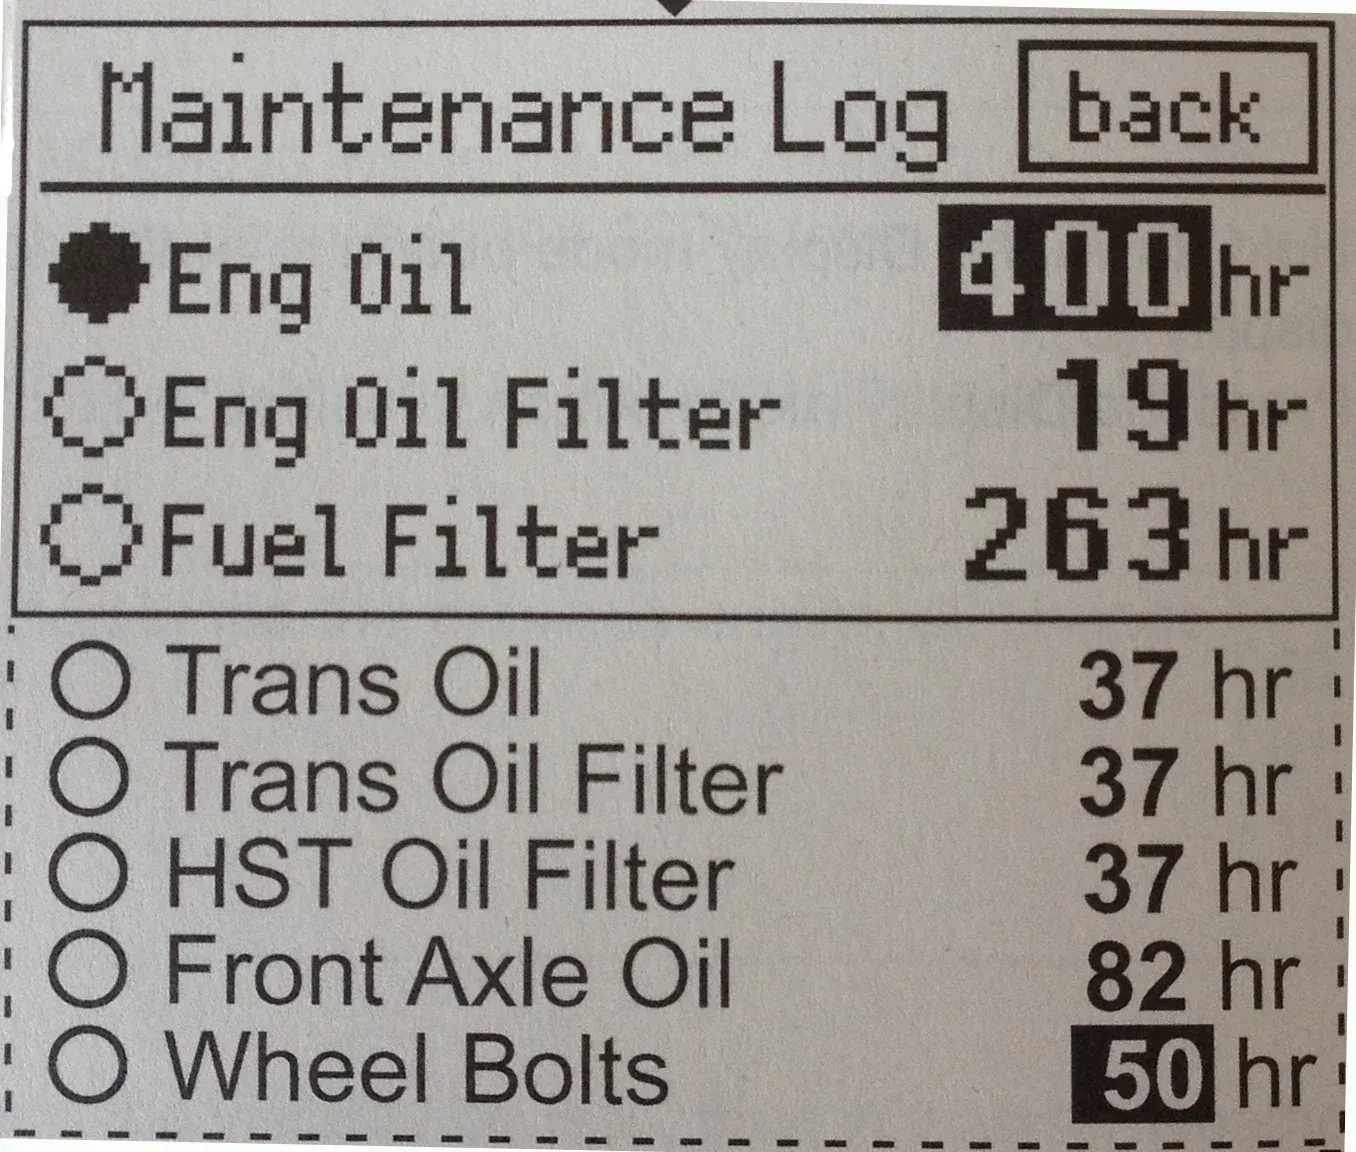 Maintenance Log back
Eng Oil 400 hr
Eng Oil Filter 19 hr
Fuel Filter 263 hr
Trans Oil 37 hr
Trans Oil Filter 37 hr
HST Oil Filter 37 hr
Front Axle Oil 82 hr
Wheel Bolts 50 hr